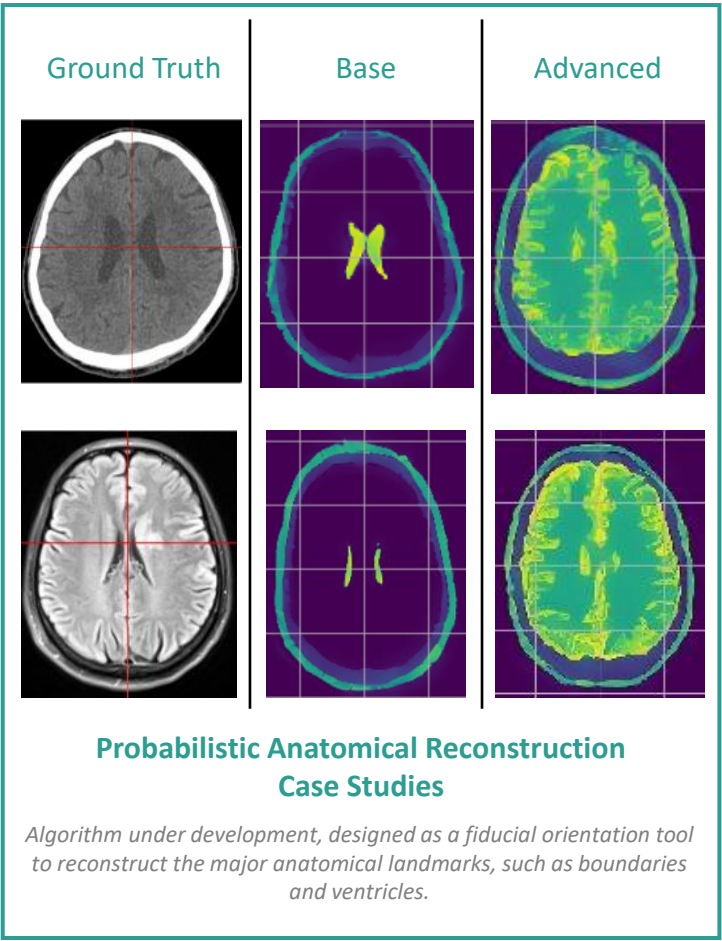 Ground Truth
Base
Advanced
Probabilistic Anatomical Reconstruction
Case Studies
Algorithm under development, designed as a fiducial orientation tool
to reconstruct the major anatomical landmarks, such as boundaries
and ventricles.